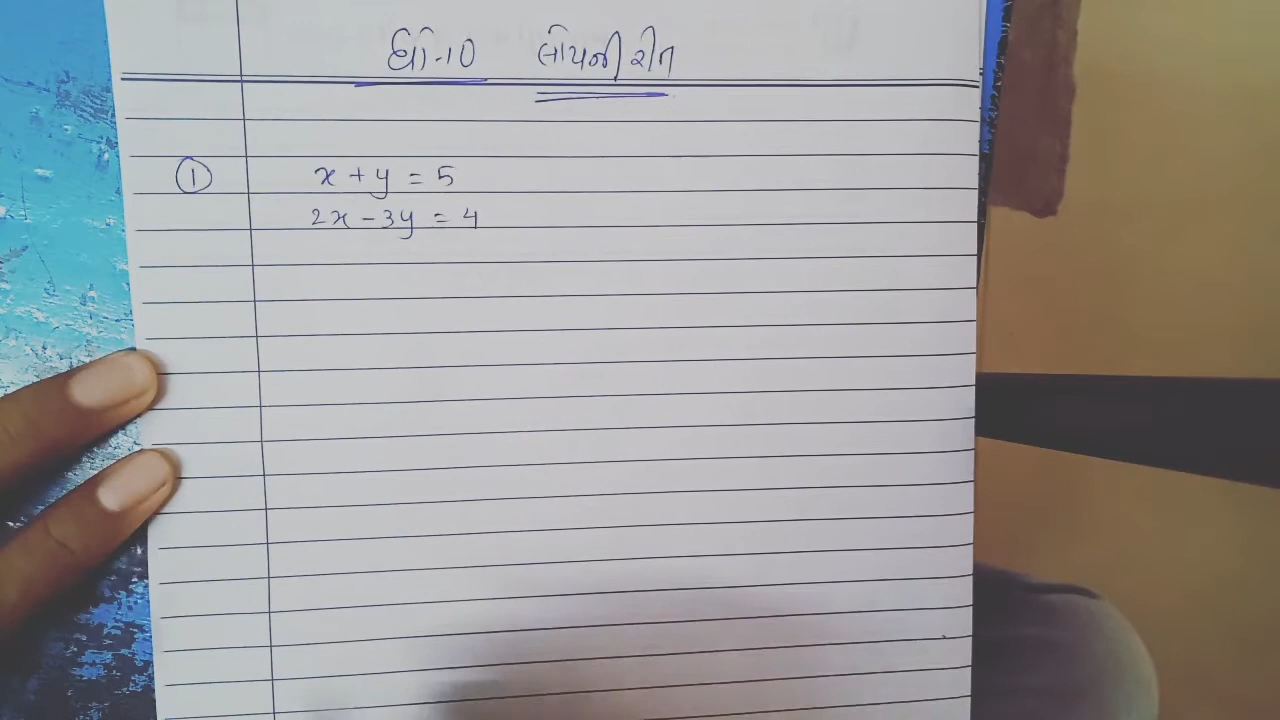 ધો-10 લોપની રીત
① x + y = 5
2x - 3y = 4